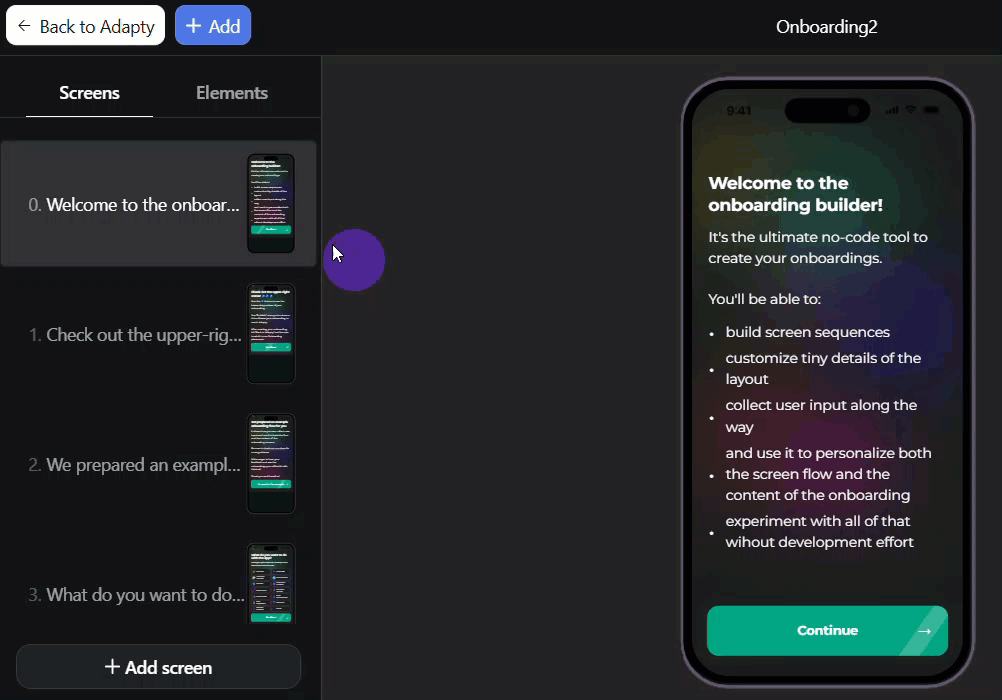 ← Back to Adapty
+ Add
Onboarding2
Screens
Elements
0. Welcome to the onboar...
1. Check out the upper-rig...
2. We prepared an exampl...
3. What do you want to do...
+ Add screen
9:41
Welcome to the
onboarding builder!
It's the ultimate no-code tool to
create your onboardings.
You'll be able to:
• build screen sequences
• customize tiny details of the
layout
• collect user input along the
way
• and use it to personalize both
the screen flow and the
content of the onboarding
• experiment with all of that
wihout development effort
Continue →